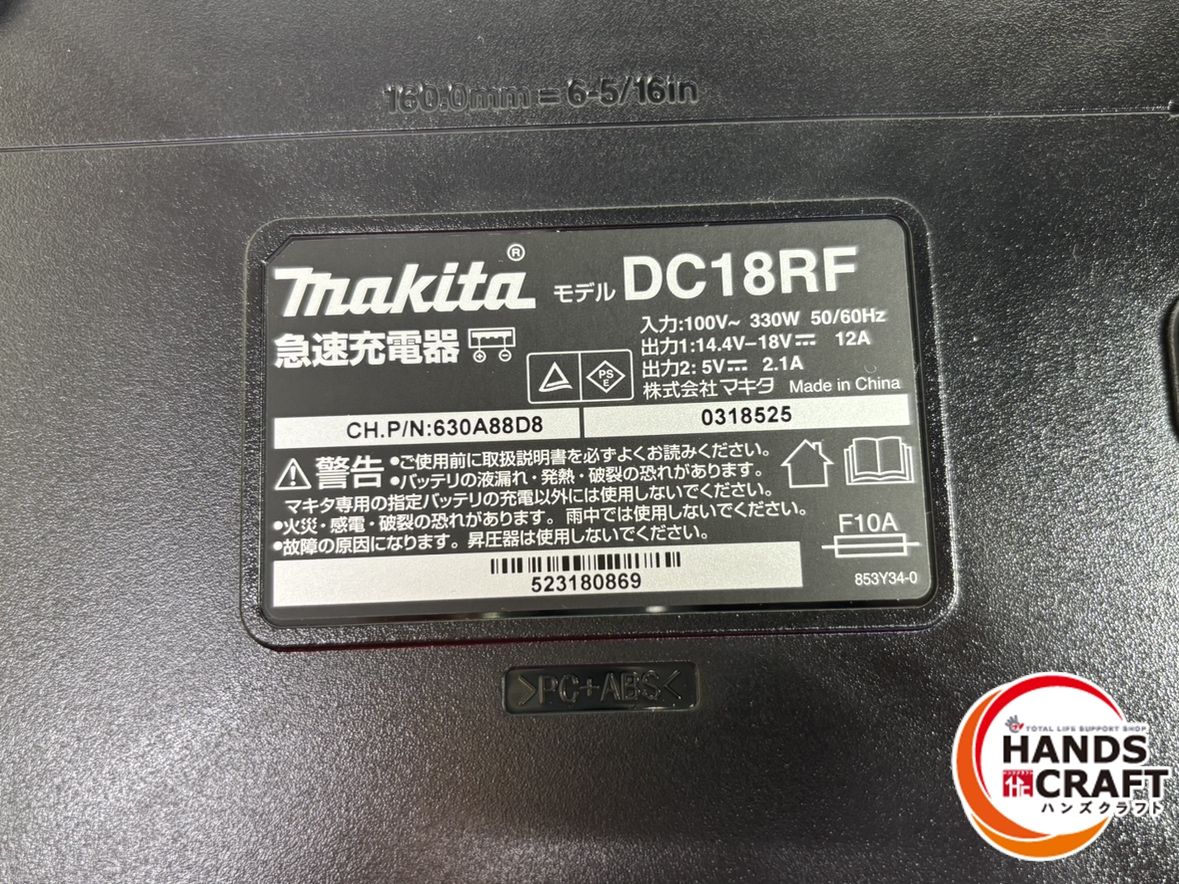 160.0mm = 6-5/16in
makita®
モデル DC18RF
急速充電器
入力:100V~ 330W 50/60Hz
出力1:14.4V-18V⎓ 12A
出力2: 5V⎓ 2.1A
株式会社マキタ Made in China
PS
E
CH.P/N:630A88D8
0318525
警告 •ご使用前に取扱説明書を必ずよくお読みください。
•バッテリの液漏れ・発熱・破裂の恐れがあります。
マキタ専用の指定バッテリの充電以外には使用しないでください。
•火災・感電・破裂の恐れがあります。雨中では使用しないでください。
•故障の原因になります。昇圧器は使用しないでください。
F10A
853Y34-0
523180869
>PC+ABS<
TOTAL LIFE SUPPORT SHOP
HANDS
CRAFT
ハンズクラフト